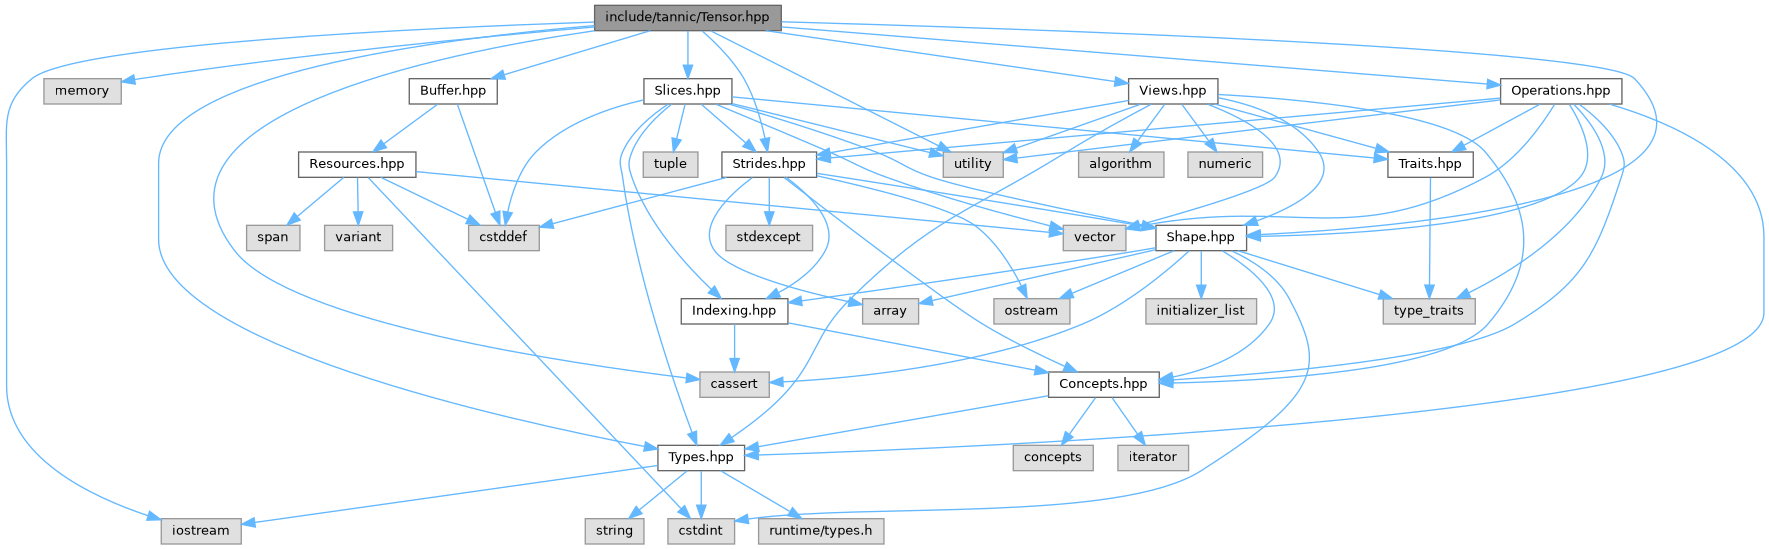 include/tannic/Tensor.hpp
memory
Buffer.hpp
Slices.hpp
Views.hpp
Operations.hpp
Resources.hpp
tuple
Strides.hpp
utility
algorithm
numeric
Traits.hpp
span
variant
cstddef
stdexcept
vector
Shape.hpp
Indexing.hpp
array
ostream
initializer_list
type_traits
cassert
Concepts.hpp
Types.hpp
concepts
iterator
iostream
string
cstdint
runtime/types.h